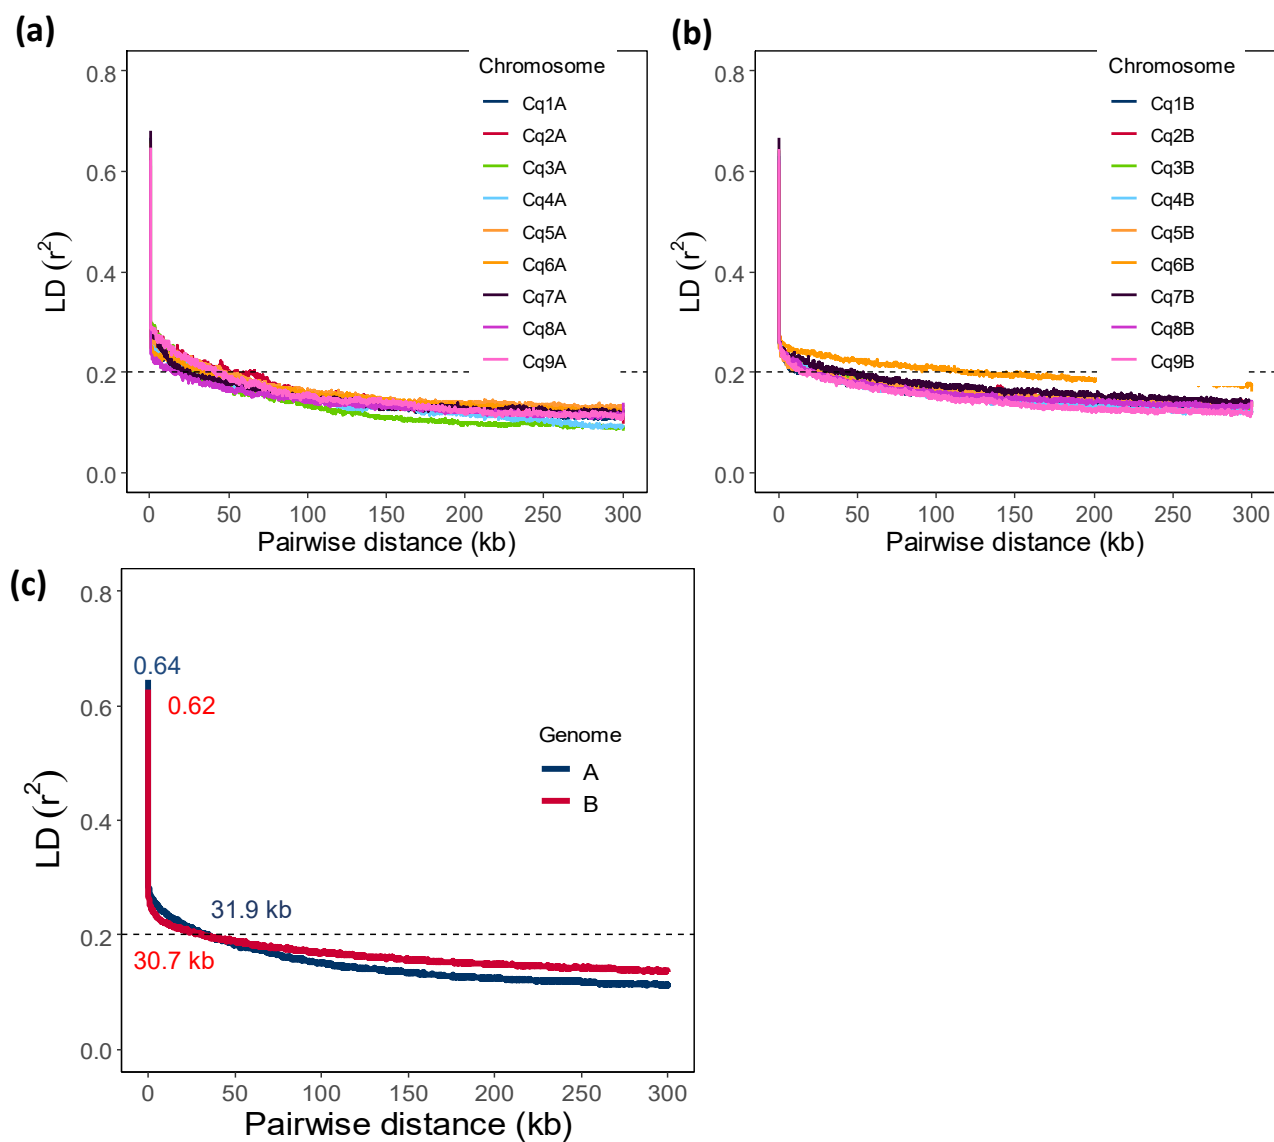 (a)
Chromosome
Cq1A
Cq2A
Cq3A
Cq4A
Cq5A
Cq6A
Cq7A
Cq8A
Cq9A
0.8
0.6
0.4
0.2
0.0
LD (r²)
0 50 100 150 200 250 300
Pairwise distance (kb)
(b)
Chromosome
Cq1B
Cq2B
Cq3B
Cq4B
Cq5B
Cq6B
Cq7B
Cq8B
Cq9B
0.8
0.6
0.4
0.2
0.0
LD (r²)
0 50 100 150 200 250 300
Pairwise distance (kb)
(c)
0.64
0.62
Genome
A
B
31.9 kb
30.7 kb
0.8
0.6
0.4
0.2
0.0
LD (r²)
0 50 100 150 200 250 300
Pairwise distance (kb)